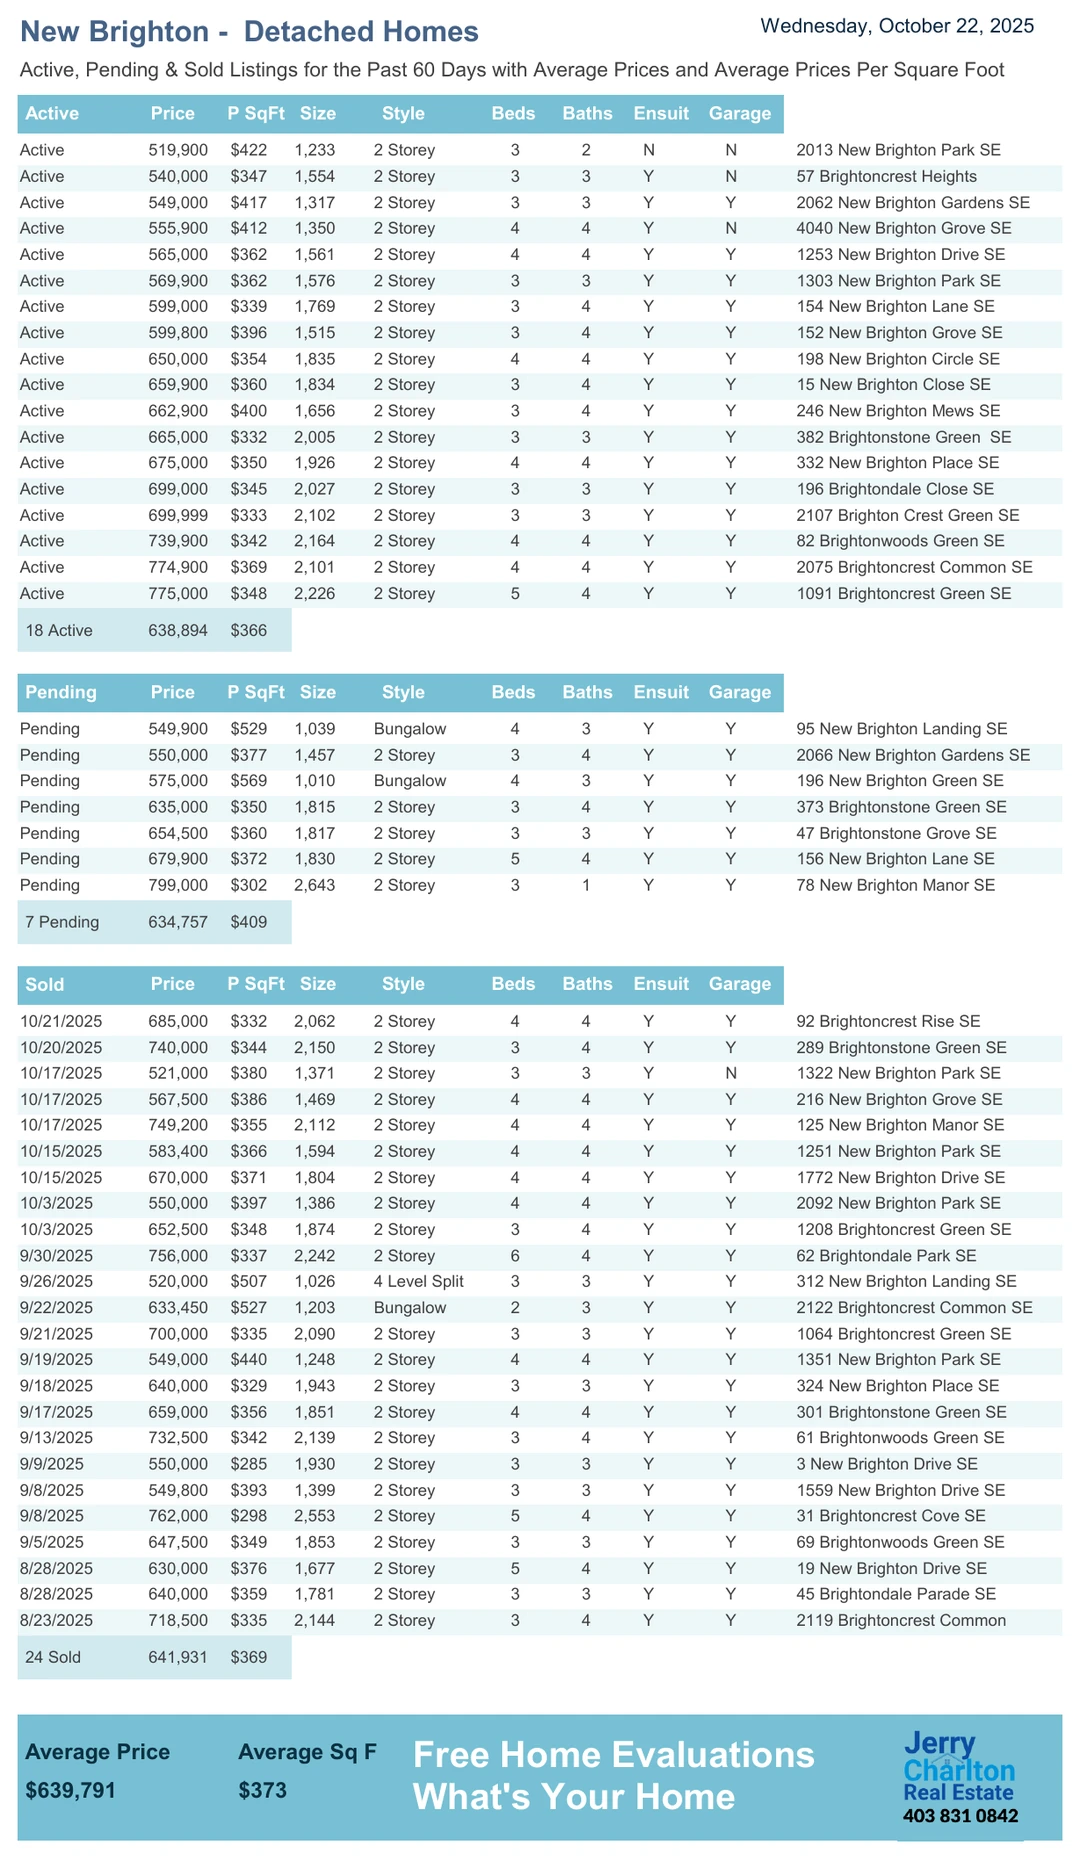 New Brighton - Detached Homes
Wednesday, October 22, 2025
Active, Pending & Sold Listings for the Past 60 Days with Average Prices and Average Prices Per Square Foot
Active Price P SqFt Size Style Beds Baths Ensuit Garage
Active 519,900 $422 1,233 2 Storey 3 2 N N 2013 New Brighton Park SE
Active 540,000 $347 1,554 2 Storey 3 3 Y N 57 Brightoncrest Heights
Active 549,000 $417 1,317 2 Storey 3 3 Y Y 2062 New Brighton Gardens SE
Active 555,900 $412 1,350 2 Storey 4 4 Y N 4040 New Brighton Grove SE
Active 565,000 $362 1,561 2 Storey 4 4 Y Y 1253 New Brighton Drive SE
Active 569,900 $362 1,576 2 Storey 3 3 Y Y 1303 New Brighton Park SE
Active 599,000 $339 1,769 2 Storey 3 4 Y Y 154 New Brighton Lane SE
Active 599,800 $396 1,515 2 Storey 3 4 Y Y 152 New Brighton Grove SE
Active 650,000 $354 1,835 2 Storey 4 4 Y Y 198 New Brighton Circle SE
Active 659,900 $360 1,834 2 Storey 3 4 Y Y 15 New Brighton Close SE
Active 662,900 $400 1,656 2 Storey 3 4 Y Y 246 New Brighton Mews SE
Active 665,000 $332 2,005 2 Storey 3 3 Y Y 382 Brightonstone Green SE
Active 675,000 $350 1,926 2 Storey 4 4 Y Y 332 New Brighton Place SE
Active 699,000 $345 2,027 2 Storey 3 3 Y Y 196 Brightondale Close SE
Active 699,999 $333 2,102 2 Storey 3 3 Y Y 2107 Brighton Crest Green SE
Active 739,900 $342 2,164 2 Storey 4 4 Y Y 82 Brightonwoods Green SE
Active 774,900 $369 2,101 2 Storey 4 4 Y Y 2075 Brightoncrest Common SE
Active 775,000 $348 2,226 2 Storey 5 4 Y Y 1091 Brightoncrest Green SE
18 Active 638,894 $366
Pending Price P SqFt Size Style Beds Baths Ensuit Garage
Pending 549,900 $529 1,039 Bungalow 4 3 Y Y 95 New Brighton Landing SE
Pending 550,000 $377 1,457 2 Storey 3 4 Y Y 2066 New Brighton Gardens SE
Pending 575,000 $569 1,010 Bungalow 4 3 Y Y 196 New Brighton Green SE
Pending 635,000 $350 1,815 2 Storey 3 4 Y Y 373 Brightonstone Green SE
Pending 654,500 $360 1,817 2 Storey 3 3 Y Y 47 Brightonstone Grove SE
Pending 679,900 $372 1,830 2 Storey 5 4 Y Y 156 New Brighton Lane SE
Pending 799,000 $302 2,643 2 Storey 3 1 Y Y 78 New Brighton Manor SE
7 Pending 634,757 $409
Sold Price P SqFt Size Style Beds Baths Ensuit Garage
10/21/2025 685,000 $332 2,062 2 Storey 4 4 Y Y 92 Brightoncrest Rise SE
10/20/2025 740,000 $344 2,150 2 Storey 3 4 Y Y 289 Brightonstone Green SE
10/17/2025 521,000 $380 1,371 2 Storey 3 3 Y N 1322 New Brighton Park SE
10/17/2025 567,500 $386 1,469 2 Storey 4 4 Y Y 216 New Brighton Grove SE
10/17/2025 749,200 $355 2,112 2 Storey 4 4 Y Y 125 New Brighton Manor SE
10/15/2025 583,400 $366 1,594 2 Storey 4 4 Y Y 1251 New Brighton Park SE
10/15/2025 670,000 $371 1,804 2 Storey 4 4 Y Y 1772 New Brighton Drive SE
10/3/2025 550,000 $397 1,386 2 Storey 4 4 Y Y 2092 New Brighton Park SE
10/3/2025 652,500 $348 1,874 2 Storey 3 4 Y Y 1208 Brightoncrest Green SE
9/30/2025 756,000 $337 2,242 2 Storey 6 4 Y Y 62 Brightondale Park SE
9/26/2025 520,000 $507 1,026 4 Level Split 3 3 Y Y 312 New Brighton Landing SE
9/22/2025 633,450 $527 1,203 Bungalow 2 3 Y Y 2122 Brightoncrest Common SE
9/21/2025 700,000 $335 2,090 2 Storey 3 3 Y Y 1064 Brightoncrest Green SE
9/19/2025 549,000 $440 1,248 2 Storey 4 4 Y Y 1351 New Brighton Park SE
9/18/2025 640,000 $329 1,943 2 Storey 3 3 Y Y 324 New Brighton Place SE
9/17/2025 659,000 $356 1,851 2 Storey 4 4 Y Y 301 Brightonstone Green SE
9/13/2025 732,500 $342 2,139 2 Storey 3 4 Y Y 61 Brightonwoods Green SE
9/9/2025 550,000 $285 1,930 2 Storey 3 3 Y Y 3 New Brighton Drive SE
9/8/2025 549,800 $393 1,399 2 Storey 3 3 Y Y 1559 New Brighton Drive SE
9/8/2025 762,000 $298 2,553 2 Storey 5 4 Y Y 31 Brightoncrest Cove SE
9/5/2025 647,500 $349 1,853 2 Storey 3 3 Y Y 69 Brightonwoods Green SE
8/28/2025 630,000 $376 1,677 2 Storey 5 4 Y Y 19 New Brighton Drive SE
8/28/2025 640,000 $359 1,781 2 Storey 3 3 Y Y 45 Brightondale Parade SE
8/23/2025 718,500 $335 2,144 2 Storey 3 4 Y Y 2119 Brightoncrest Common
24 Sold 641,931 $369
Average Price Average Sq F
$639,791 $373
Free Home Evaluations
What's Your Home
Jerry
Charlton
Real Estate
403 831 0842